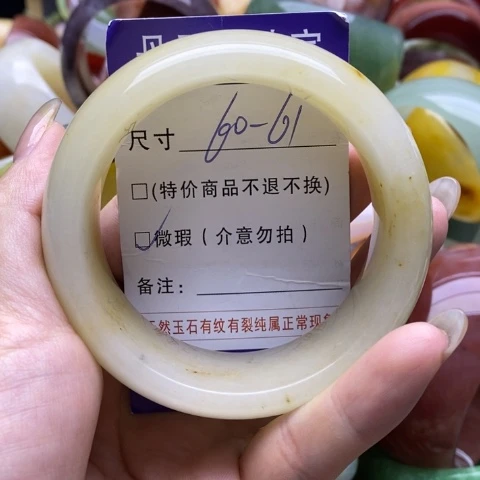 尺寸 60-61
□(特价商品不退不换)
☑微瑕（介意勿拍）
备注：
然玉石有纹有裂纯属正常现